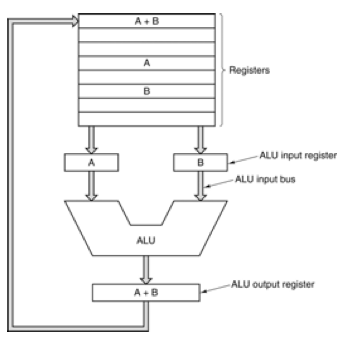 A + B
A
B
Registers
A
B
ALU input register
ALU input bus
ALU
A + B
ALU output register